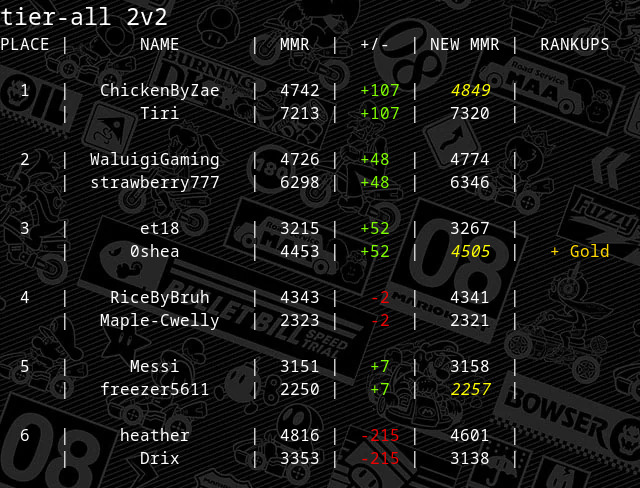 tier-all 2v2
PLACE | NAME | MMR | +/- | NEW MMR | RANKUPS
1 | ChickenByZae | 4742 | +107 | 4849 |
| Tiri | 7213 | +107 | 7320 |
2 | WaluigiGaming | 4726 | +48 | 4774 |
| strawberry777 | 6298 | +48 | 6346 |
3 | et18 | 3215 | +52 | 3267 |
| 0shea | 4453 | +52 | 4505 | + Gold
4 | RiceByBruh | 4343 | -2 | 4341 |
| Maple-Cwelly | 2323 | -2 | 2321 |
5 | Messi | 3151 | +7 | 3158 |
| freezer5611 | 2250 | +7 | 2257 |
6 | heather | 4816 | -215 | 4601 |
| Drix | 3353 | -215 | 3138 |